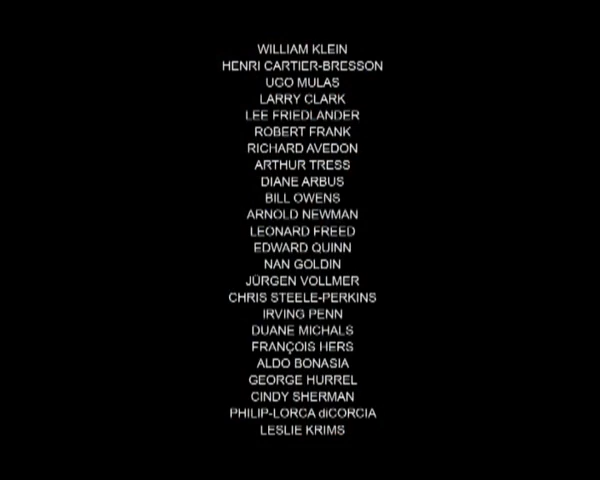 WILLIAM KLEIN
HENRI CARTIER-BRESSON
UGO MULAS
LARRY CLARK
LEE FRIEDLANDER
ROBERT FRANK
RICHARD AVEDON
ARTHUR TRESS
DIANE ARBUS
BILL OWENS
ARNOLD NEWMAN
LEONARD FREED
EDWARD QUINN
NAN GOLDIN
JÜRGEN VOLLMER
CHRIS STEELE-PERKINS
IRVING PENN
DUANE MICHALS
FRANÇOIS HERS
ALDO BONASIA
GEORGE HURREL
CINDY SHERMAN
PHILIP-LORCA diCORCIA
LESLIE KRIMS